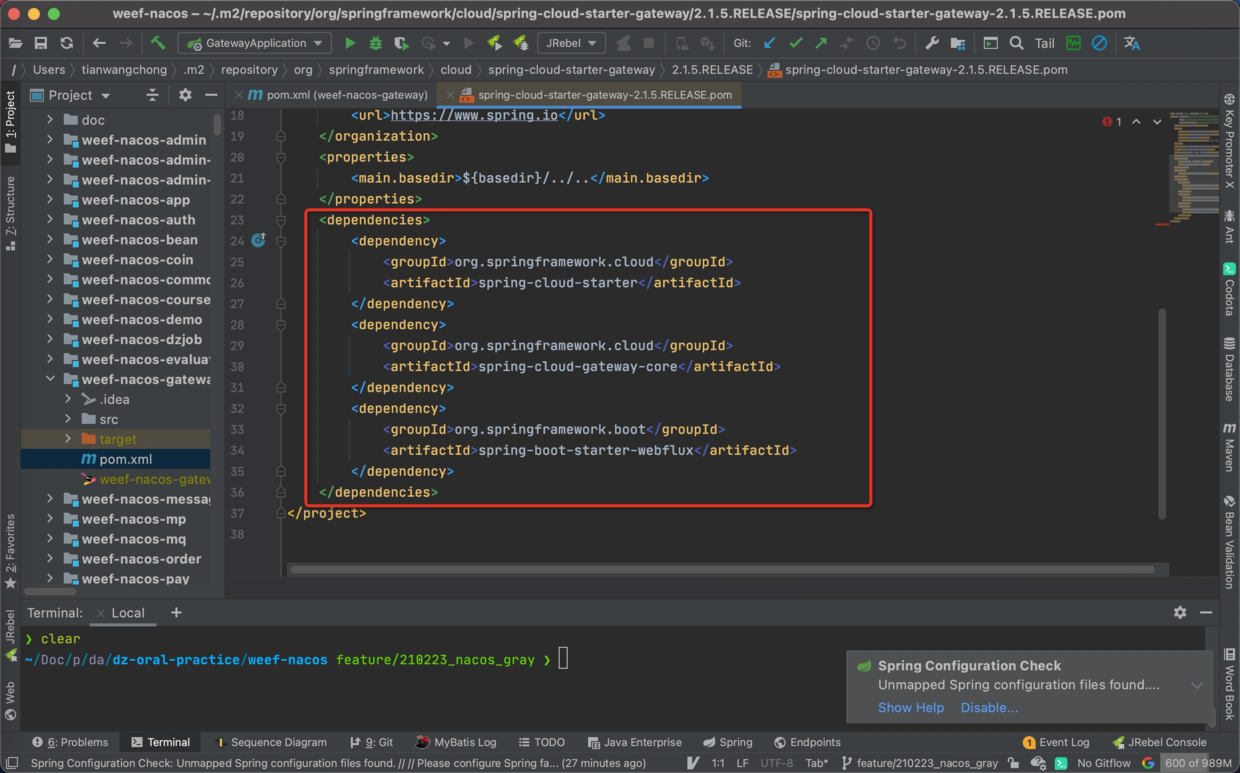 weef-nacos – ~/.m2/repository/org/springframework/cloud/spring-cloud-starter-gateway/2.1.5.RELEASE/spring-cloud-starter-gateway-2.1.5.RELEASE.pom
GatewayApplication
JRebel
Git:
Tail
/ Users tianwangchong .m2 repository org springframework cloud spring-cloud-starter-gateway 2.1.5.RELEASE spring-cloud-starter-gateway-2.1.5.RELEASE.pom
1: Project
Z: Structure
2: Favorites
JRebel
Web
Project
doc
weef-nacos-admin
weef-nacos-admin-
weef-nacos-admin-
weef-nacos-app
weef-nacos-auth
weef-nacos-bean
weef-nacos-coin
weef-nacos-commo
weef-nacos-course
weef-nacos-demo
weef-nacos-dzjob
weef-nacos-evalua
weef-nacos-gatewa
.idea
src
target
pom.xml
weef-nacos-gatew
weef-nacos-messa
weef-nacos-mp
weef-nacos-mq
weef-nacos-order
weef-nacos-pay
pom.xml (weef-nacos-gateway)
spring-cloud-starter-gateway-2.1.5.RELEASE.pom
1
18 <url>https://www.spring.io</url>
19 </organization>
20 <properties>
21 <main.basedir>${basedir}/../..</main.basedir>
22 </properties>
23 <dependencies>
24 <dependency>
25 <groupId>org.springframework.cloud</groupId>
26 <artifactId>spring-cloud-starter</artifactId>
27 </dependency>
28 <dependency>
29 <groupId>org.springframework.cloud</groupId>
30 <artifactId>spring-cloud-gateway-core</artifactId>
31 </dependency>
32 <dependency>
33 <groupId>org.springframework.boot</groupId>
34 <artifactId>spring-boot-starter-webflux</artifactId>
35 </dependency>
36 </dependencies>
37 </project>
38
Key Promoter X
Ant
Codota
Database
Maven
Bean Validation
Word Book
Terminal: Local +
❯ clear
~/Doc/p/da/dz-oral-practice/weef-nacos feature/210223_nacos_gray ❯
Spring Configuration Check
Unmapped Spring configuration files found....
Show Help Disable...
6: Problems Terminal Sequence Diagram 9: Git MyBatis Log TODO Java Enterprise Spring Endpoints 1 Event Log JRebel Console
Spring Configuration Check: Unmapped Spring configuration files found. // // Please configure Spring fa... (27 minutes ago) 1:1 LF UTF-8 Tab* feature/210223_nacos_gray No Gitflow 600 of 989M